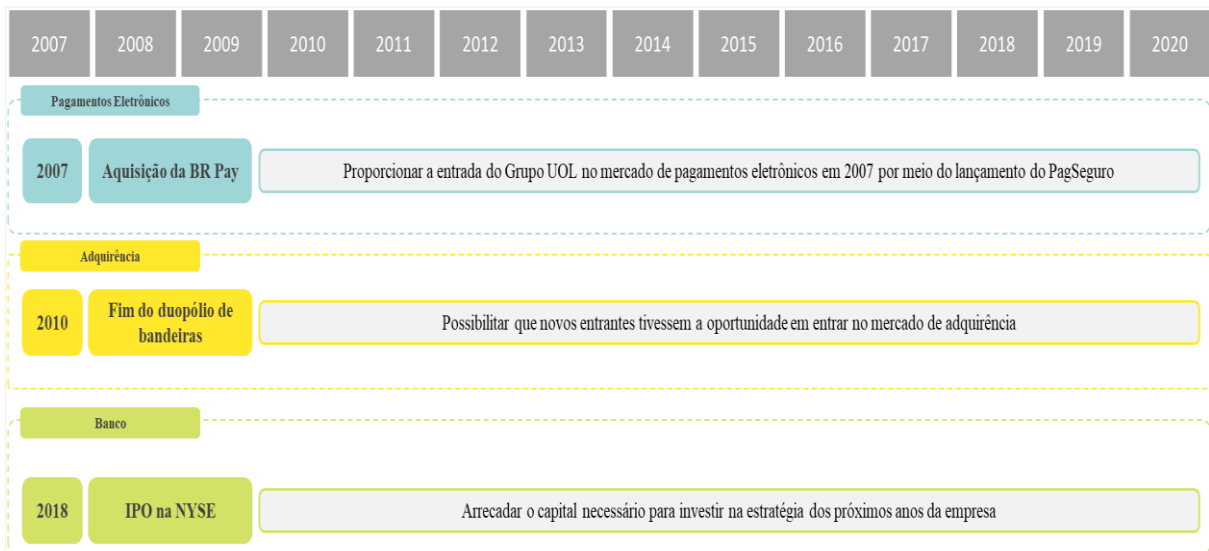 2007 2008 2009 2010 2011 2012 2013 2014 2015 2016 2017 2018 2019 2020
Pagamentos Eletrônicos
2007
Aquisição da BR Pay
Proporcionar a entrada do Grupo UOL no mercado de pagamentos eletrônicos em 2007 por meio do lançamento do PagSeguro
Adquirência
2010
Fim do duopólio de
bandeiras
Possibilitar que novos entrantes tivessem a oportunidade em entrar no mercado de adquirência
Banco
2018
IPO na NYSE
Arrecadar o capital necessário para investir na estratégia dos próximos anos da empresa